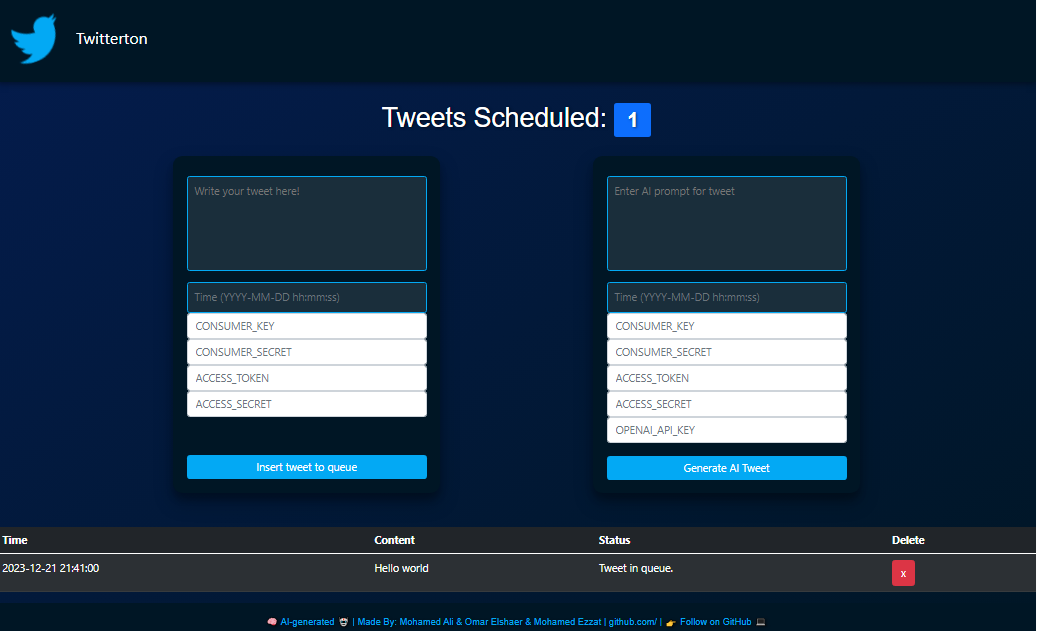 Twitterton
Tweets Scheduled: 1
Write your tweet here!
Time (YYYY-MM-DD hh:mm:ss)
CONSUMER_KEY
CONSUMER_SECRET
ACCESS_TOKEN
ACCESS_SECRET
Insert tweet to queue
Enter AI prompt for tweet
Time (YYYY-MM-DD hh:mm:ss)
CONSUMER_KEY
CONSUMER_SECRET
ACCESS_TOKEN
ACCESS_SECRET
OPENAI_API_KEY
Generate AI Tweet
Time Content Status Delete
2023-12-21 21:41:00 Hello world Tweet in queue. x
AI-generated | Made By: Mohamed Ali & Omar Elshaer & Mohamed Ezzat | github.com/ | Follow on GitHub